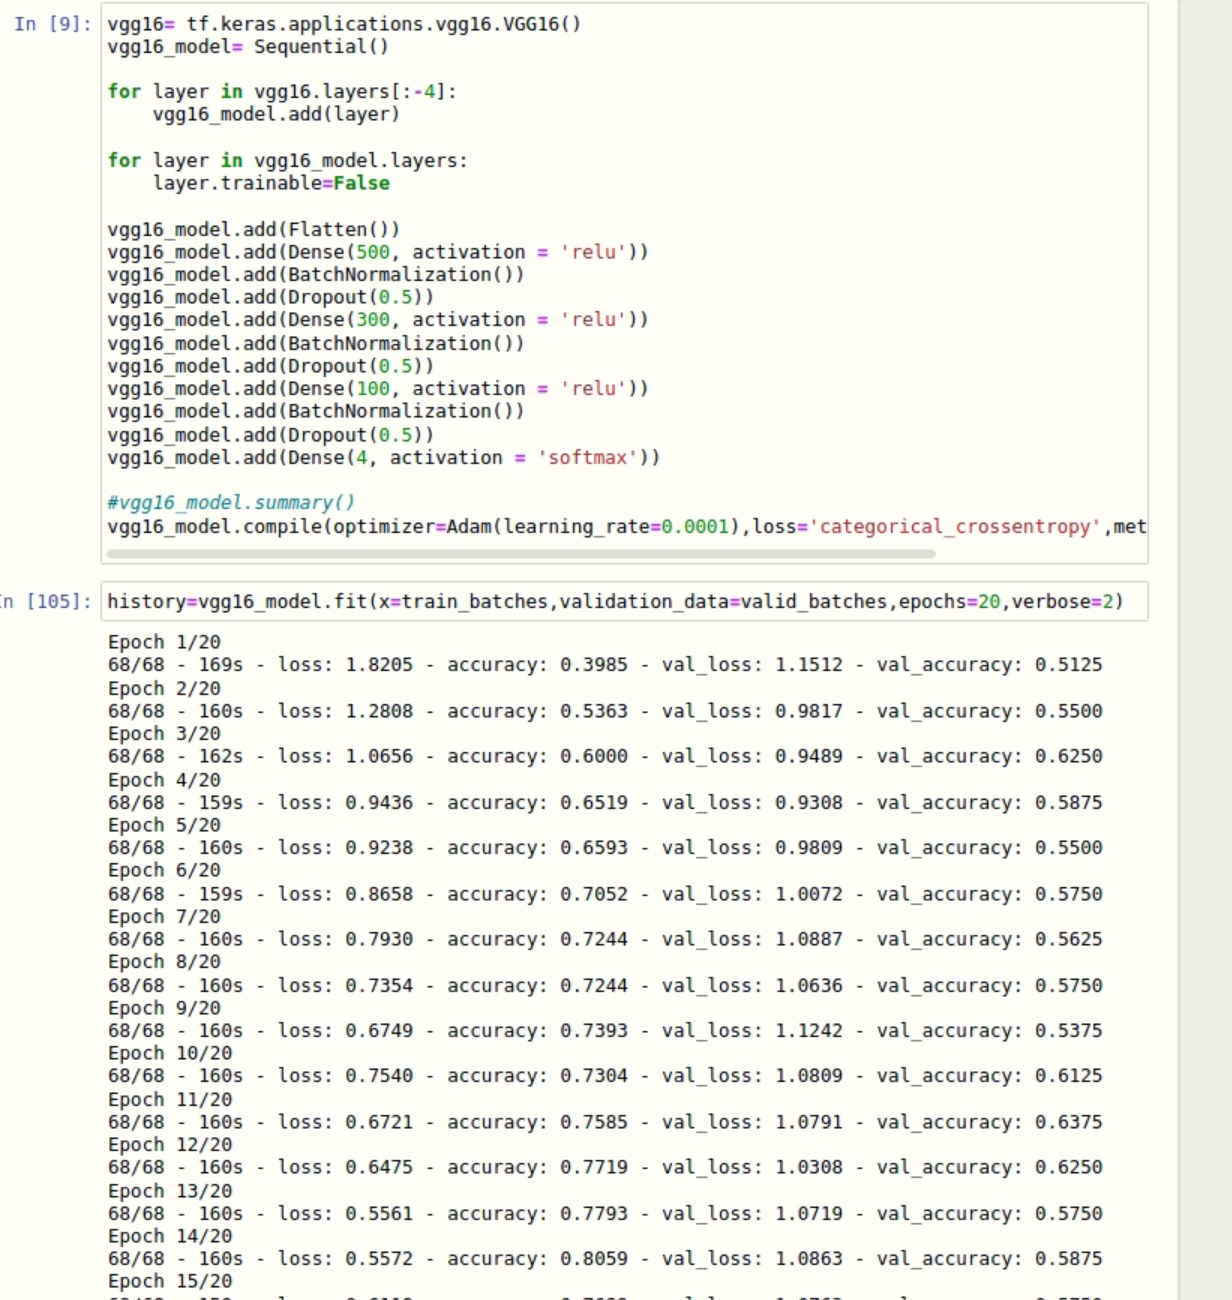 In [9]:
vgg16= tf.keras.applications.vgg16.VGG16()
vgg16_model= Sequential()
for layer in vgg16.layers[:-4]:
    vgg16_model.add(layer)
for layer in vgg16_model.layers:
    layer.trainable=False
vgg16_model.add(Flatten())
vgg16_model.add(Dense(500, activation = 'relu'))
vgg16_model.add(BatchNormalization())
vgg16_model.add(Dropout(0.5))
vgg16_model.add(Dense(300, activation = 'relu'))
vgg16_model.add(BatchNormalization())
vgg16_model.add(Dropout(0.5))
vgg16_model.add(Dense(100, activation = 'relu'))
vgg16_model.add(BatchNormalization())
vgg16_model.add(Dropout(0.5))
vgg16_model.add(Dense(4, activation = 'softmax'))
#vgg16_model.summary()
vgg16_model.compile(optimizer=Adam(learning_rate=0.0001),loss='categorical_crossentropy',met
n [105]:
history=vgg16_model.fit(x=train_batches,validation_data=valid_batches,epochs=20,verbose=2)
Epoch 1/20
68/68 - 169s - loss: 1.8205 - accuracy: 0.3985 - val_loss: 1.1512 - val_accuracy: 0.5125
Epoch 2/20
68/68 - 160s - loss: 1.2808 - accuracy: 0.5363 - val_loss: 0.9817 - val_accuracy: 0.5500
Epoch 3/20
68/68 - 162s - loss: 1.0656 - accuracy: 0.6000 - val_loss: 0.9489 - val_accuracy: 0.6250
Epoch 4/20
68/68 - 159s - loss: 0.9436 - accuracy: 0.6519 - val_loss: 0.9308 - val_accuracy: 0.5875
Epoch 5/20
68/68 - 160s - loss: 0.9238 - accuracy: 0.6593 - val_loss: 0.9809 - val_accuracy: 0.5500
Epoch 6/20
68/68 - 159s - loss: 0.8658 - accuracy: 0.7052 - val_loss: 1.0072 - val_accuracy: 0.5750
Epoch 7/20
68/68 - 160s - loss: 0.7930 - accuracy: 0.7244 - val_loss: 1.0887 - val_accuracy: 0.5625
Epoch 8/20
68/68 - 160s - loss: 0.7354 - accuracy: 0.7244 - val_loss: 1.0636 - val_accuracy: 0.5750
Epoch 9/20
68/68 - 160s - loss: 0.6749 - accuracy: 0.7393 - val_loss: 1.1242 - val_accuracy: 0.5375
Epoch 10/20
68/68 - 160s - loss: 0.7540 - accuracy: 0.7304 - val_loss: 1.0809 - val_accuracy: 0.6125
Epoch 11/20
68/68 - 160s - loss: 0.6721 - accuracy: 0.7585 - val_loss: 1.0791 - val_accuracy: 0.6375
Epoch 12/20
68/68 - 160s - loss: 0.6475 - accuracy: 0.7719 - val_loss: 1.0308 - val_accuracy: 0.6250
Epoch 13/20
68/68 - 160s - loss: 0.5561 - accuracy: 0.7793 - val_loss: 1.0719 - val_accuracy: 0.5750
Epoch 14/20
68/68 - 160s - loss: 0.5572 - accuracy: 0.8059 - val_loss: 1.0863 - val_accuracy: 0.5875
Epoch 15/20